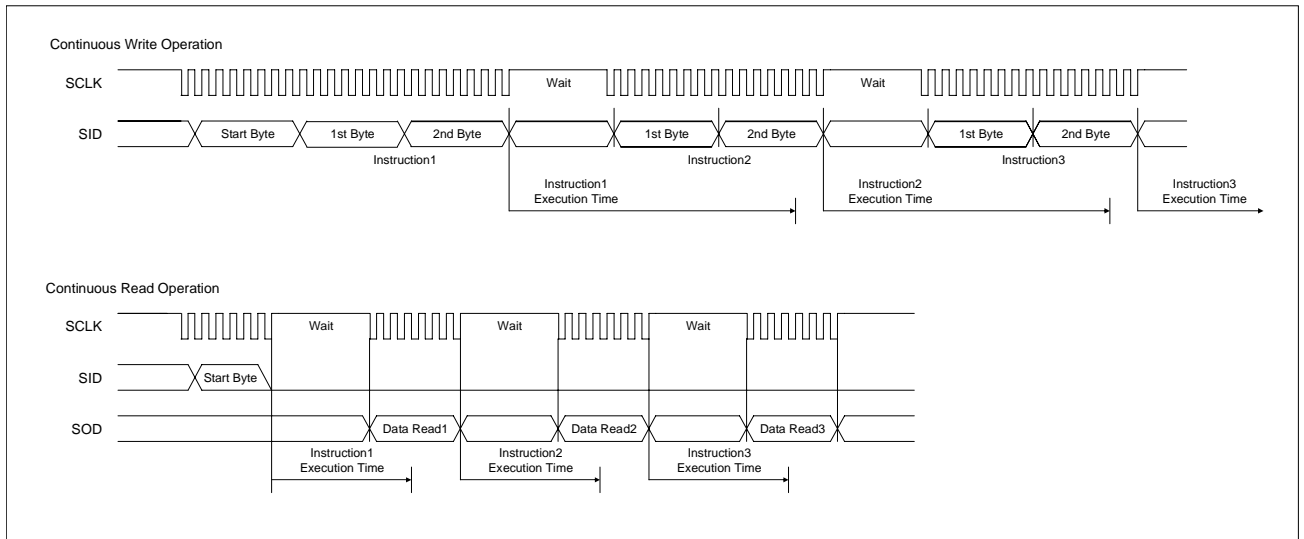 Continuous Write Operation
SCLK Wait Wait
SID Start Byte 1st Byte 2nd Byte 1st Byte 2nd Byte 1st Byte 2nd Byte
Instruction1 Instruction2 Instruction3
Instruction1 Instruction2 Instruction3
Execution Time Execution Time Execution Time
Continuous Read Operation
SCLK Wait Wait Wait
SID Start Byte
SOD Data Read1 Data Read2 Data Read3
Instruction1 Instruction2 Instruction3
Execution Time Execution Time Execution Time